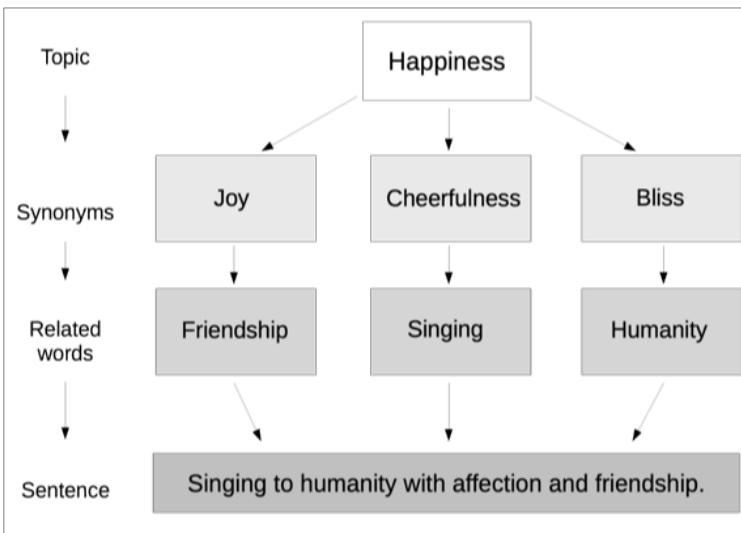 Topic
Happiness
Synonyms
Joy
Cheerfulness
Bliss
Related
words
Friendship
Singing
Humanity
Sentence
Singing to humanity with affection and friendship.